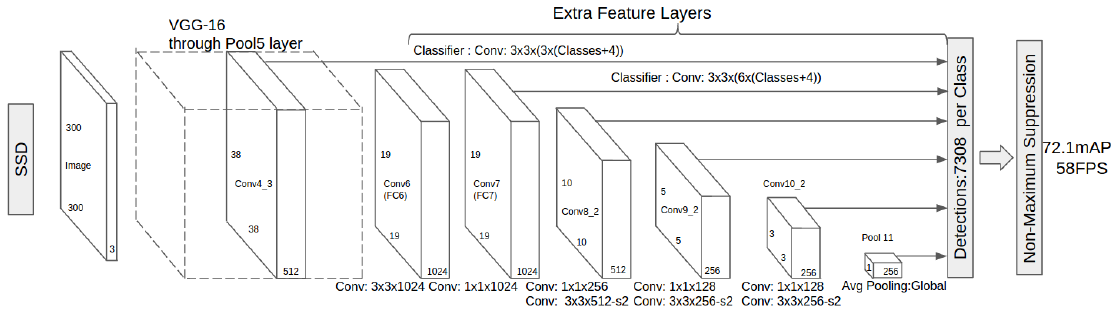 Extra Feature Layers
VGG-16
through Pool5 layer
Classifier : Conv: 3x3x(3x(Classes+4))
Classifier : Conv: 3x3x(6x(Classes+4))
SSD
300
Image
300
3
38
Conv4_3
38
512
19
Conv6
(FC6)
19
1024
19
Conv7
(FC7)
19
1024
10
Conv8_2
10
512
5
Conv9_2
5
256
Conv10_2
3
3
256
Pool 11
1
256
Conv: 3x3x1024
Conv: 1x1x1024
Conv: 1x1x256
Conv: 3x3x512-s2
Conv: 1x1x128
Conv: 3x3x256-s2
Conv: 1x1x128
Conv: 3x3x256-s2
Avg Pooling:Global
Detections:7308 per Class
Non-Maximum Suppression
72.1mAP
58FPS